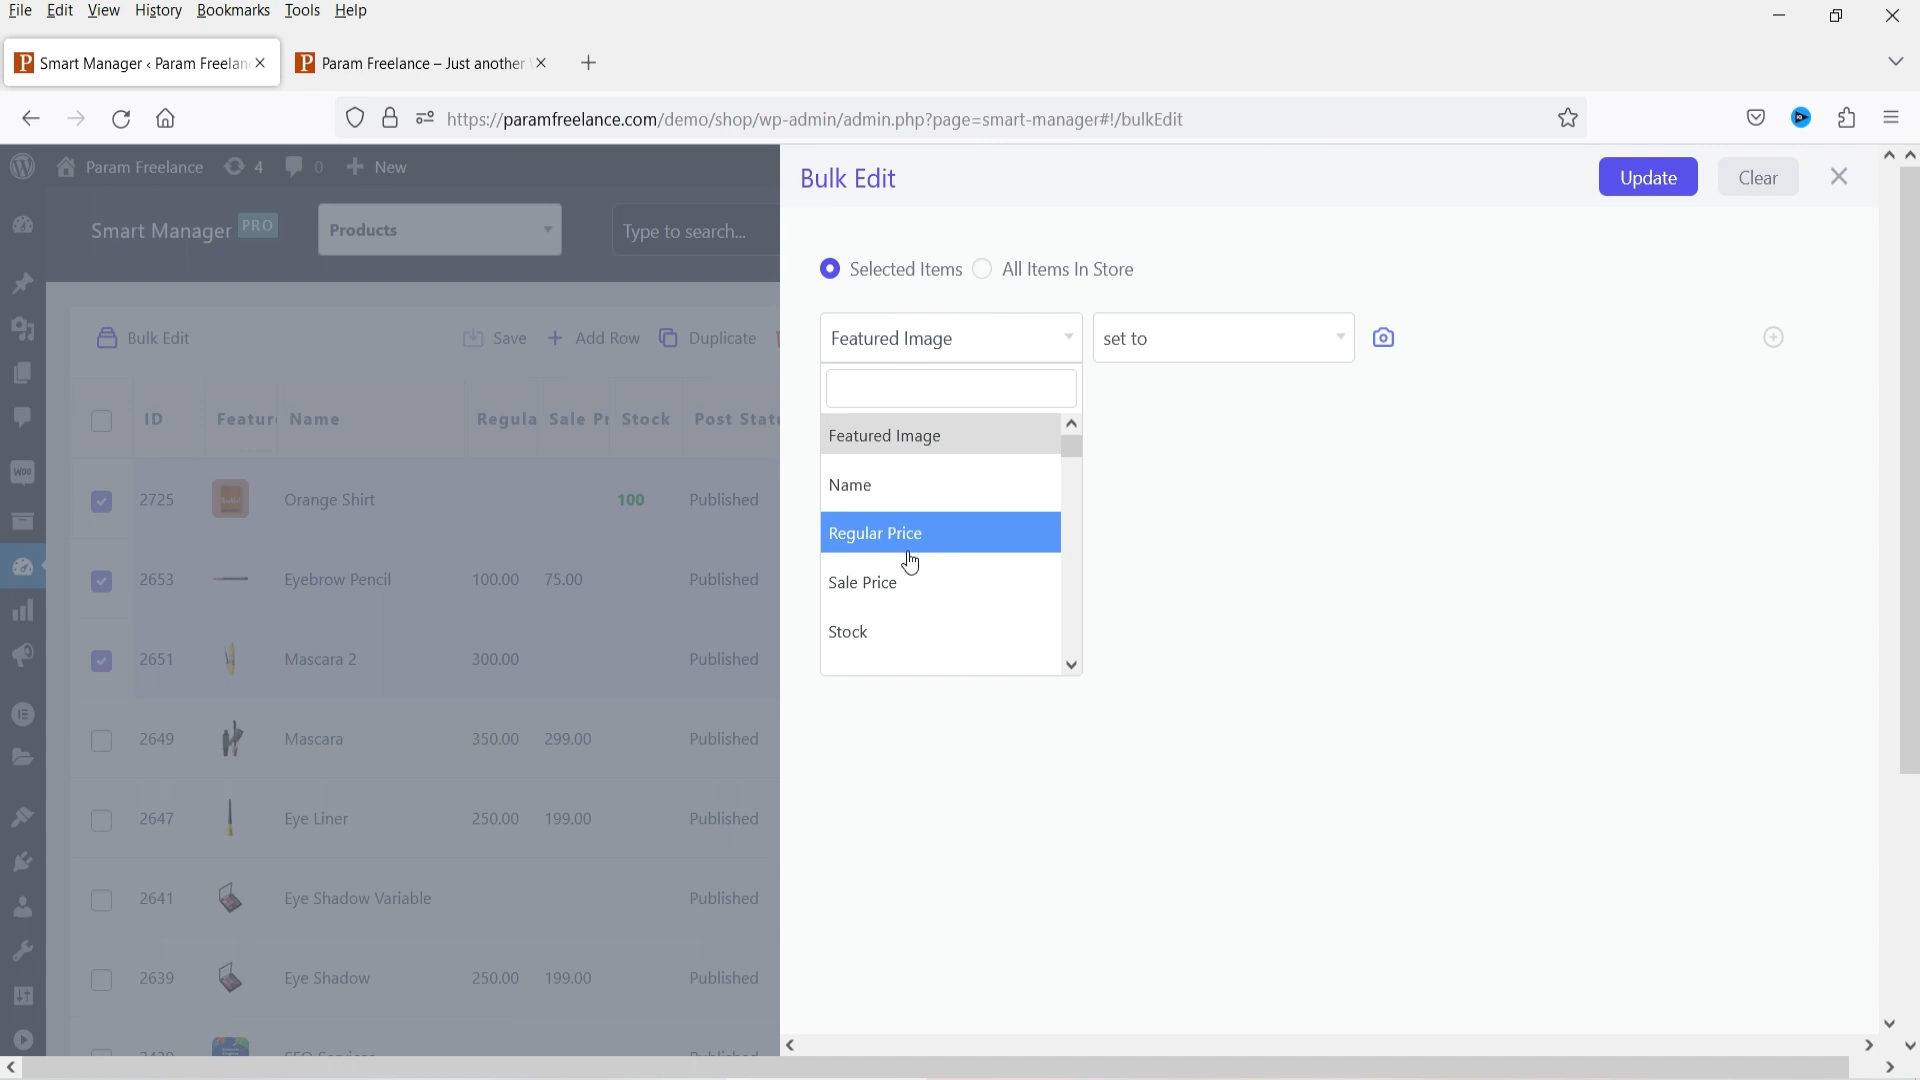 File Edit View History Bookmarks Tools Help
Smart Manager ‹ Param Freelan
Param Freelance – Just another
https://paramfreelance.com/demo/shop/wp-admin/admin.php?page=smart-manager#!/bulkEdit
Param Freelance 4 0 New
Smart Manager PRO Products Type to search...
Bulk Edit Save Add Row Duplicate
ID Featur Name Regula Sale Pr Stock Post Stat
2725 Orange Shirt 100 Published
2653 Eyebrow Pencil 100.00 75.00 Published
2651 Mascara 2 300.00 Published
2649 Mascara 350.00 299.00 Published
2647 Eye Liner 250.00 199.00 Published
2641 Eye Shadow Variable Published
2639 Eye Shadow 250.00 199.00 Published
Bulk Edit Update Clear
Selected Items All Items In Store
Featured Image set to
Featured Image
Name
Regular Price
Sale Price
Stock